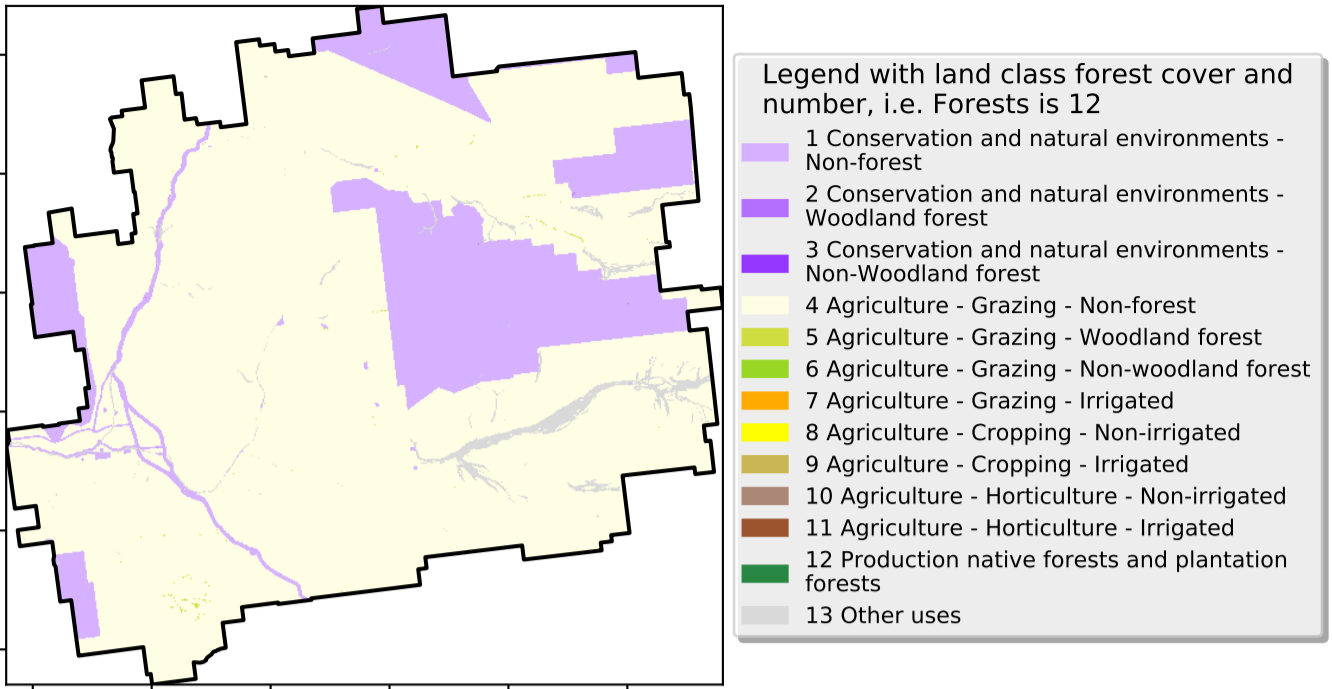 Legend with land class forest cover and
number, i.e. Forests is 12
1 Conservation and natural environments -
Non-forest
2 Conservation and natural environments -
Woodland forest
3 Conservation and natural environments -
Non-Woodland forest
4 Agriculture - Grazing - Non-forest
5 Agriculture - Grazing - Woodland forest
6 Agriculture - Grazing - Non-woodland forest
7 Agriculture - Grazing - Irrigated
8 Agriculture - Cropping - Non-irrigated
9 Agriculture - Cropping - Irrigated
10 Agriculture - Horticulture - Non-irrigated
11 Agriculture - Horticulture - Irrigated
12 Production native forests and plantation
forests
13 Other uses